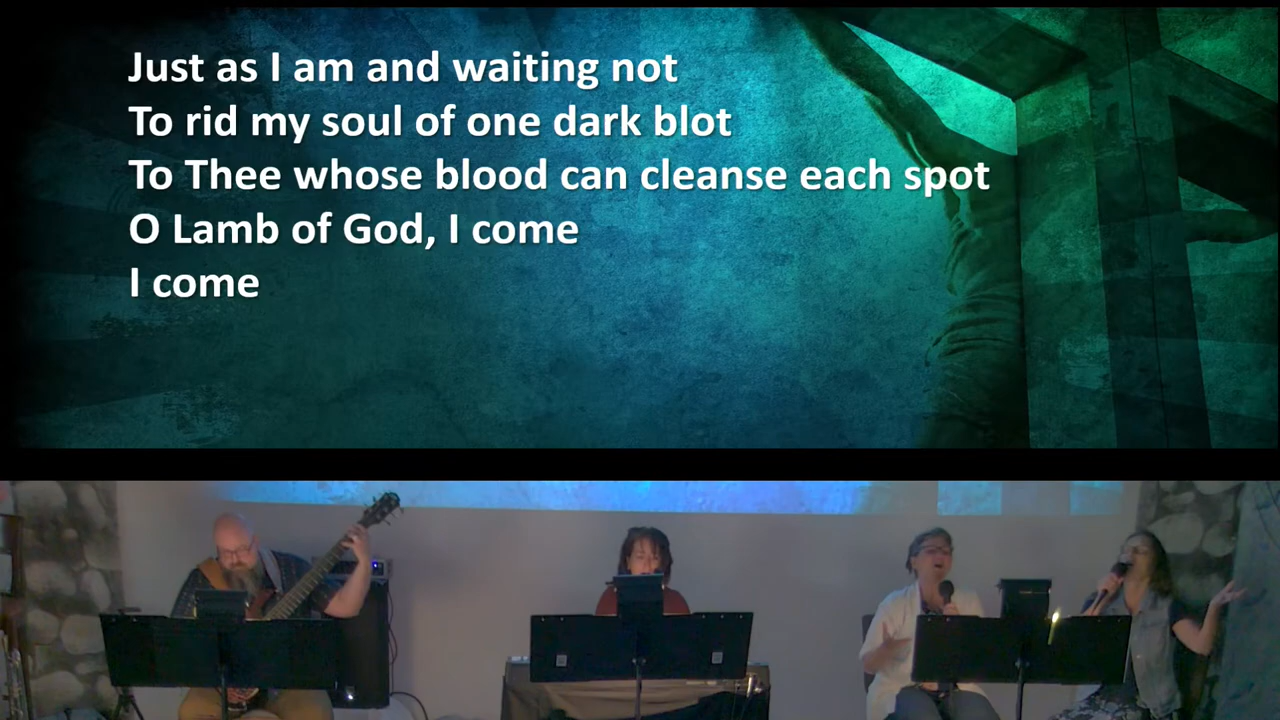 Just as I am and waiting not
To rid my soul of one dark blot
To Thee whose blood can cleanse each spot
O Lamb of God, I come
I come